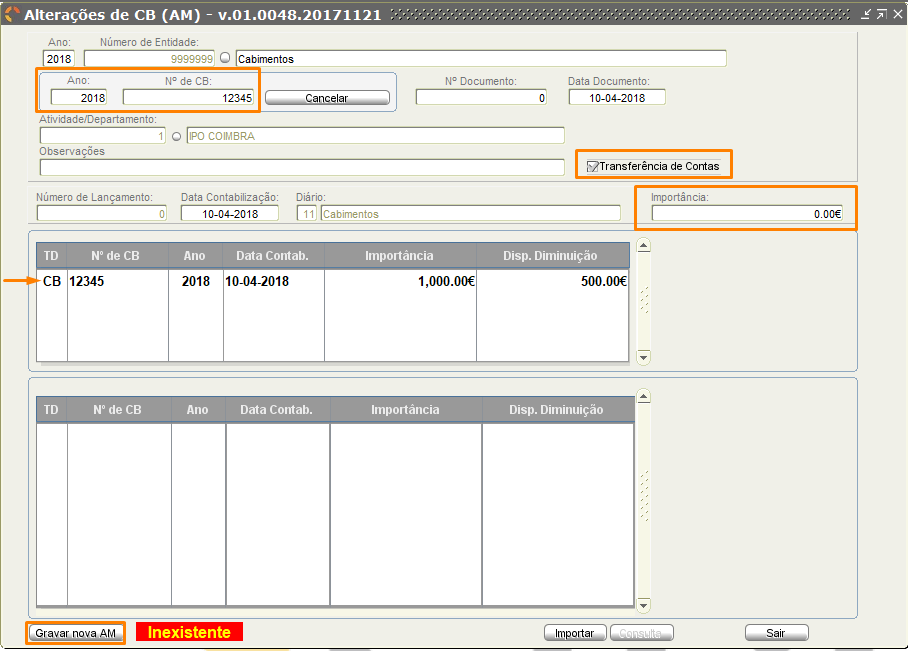 Alterações de CB (AM) - v.01.0048.20171121
Ano: Número de Entidade:
2018 9999999 Cabimentos
Ano: Nº de CB: Nº Documento: Data Documento:
2018 12345 Cancelar 0 10-04-2018
Atividade/Departamento:
1 IPO COIMBRA
Observações
Transferência de Contas
Número de Lançamento: Data Contabilização: Diário: Importância:
0 10-04-2018 11 Cabimentos 0.00€
TD Nº de CB Ano Data Contab. Importância Disp. Diminuição
CB 12345 2018 10-04-2018 1,000.00€ 500.00€
TD Nº de CB Ano Data Contab. Importância Disp. Diminuição
Gravar nova AM Inexistente Importar Consulta Sair